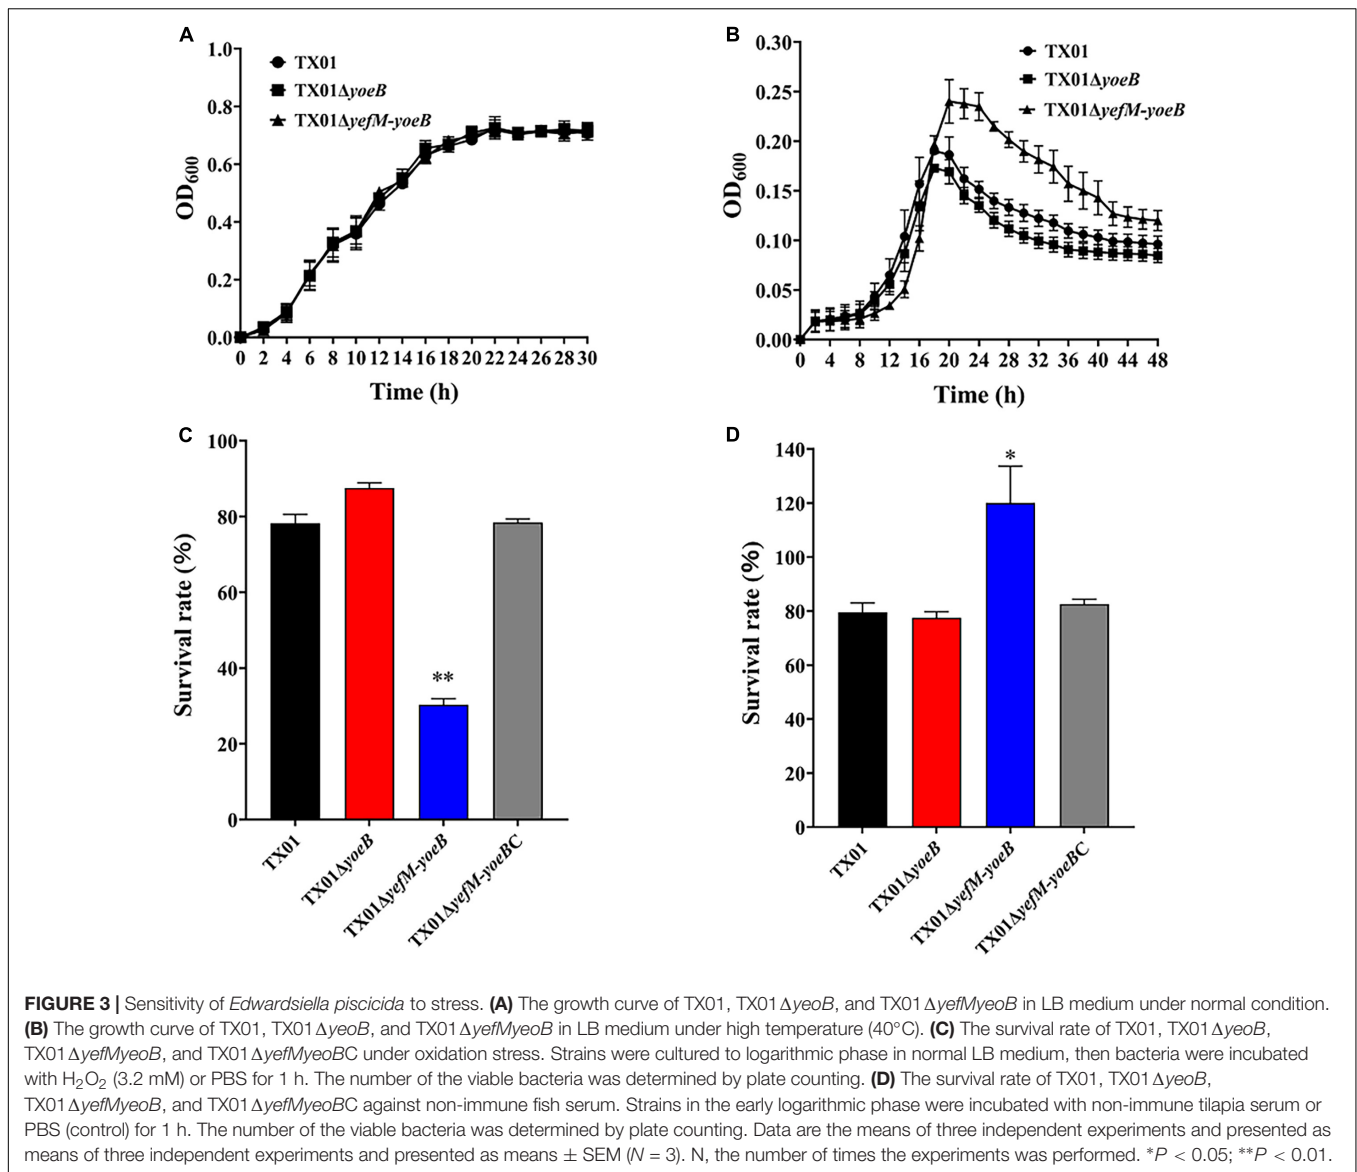 A
1.0
0.8
0.6
0.4
0.2
0.0
OD600
TX01
TX01ΔyoeB
TX01ΔyefM-yoeB
0 2 4 6 8 10 12 14 16 18 20 22 24 26 28 30
Time (h)
B
0.30
0.25
0.20
0.15
0.10
0.05
0.00
OD600
TX01
TX01ΔyoeB
TX01ΔyefM-yoeB
0 4 8 12 16 20 24 28 32 36 40 44 48
Time (h)
C
100
80
60
40
20
0
Survival rate (%)
**
TX01
TX01ΔyoeB
TX01ΔyefM-yoeB
TX01ΔyefM-yoeBC
D
140
120
100
80
60
40
20
0
Survival rate (%)
*
TX01
TX01ΔyoeB
TX01ΔyefM-yoeB
TX01ΔyefM-yoeBC
FIGURE 3 | Sensitivity of Edwardsiella piscicida to stress. (A) The growth curve of TX01, TX01ΔyeoB, and TX01ΔyefMyeoB in LB medium under normal condition.
(B) The growth curve of TX01, TX01ΔyeoB, and TX01ΔyefMyeoB in LB medium under high temperature (40°C). (C) The survival rate of TX01, TX01ΔyeoB,
TX01ΔyefMyeoB, and TX01ΔyefMyeoBC under oxidation stress. Strains were cultured to logarithmic phase in normal LB medium, then bacteria were incubated
with H2O2 (3.2 mM) or PBS for 1 h. The number of the viable bacteria was determined by plate counting. (D) The survival rate of TX01, TX01ΔyeoB,
TX01ΔyefMyeoB, and TX01ΔyefMyeoBC against non-immune fish serum. Strains in the early logarithmic phase were incubated with non-immune tilapia serum or
PBS (control) for 1 h. The number of the viable bacteria was determined by plate counting. Data are the means of three independent experiments and presented as
means of three independent experiments and presented as means ± SEM (N = 3). N, the number of times the experiments was performed. *P < 0.05; **P < 0.01.